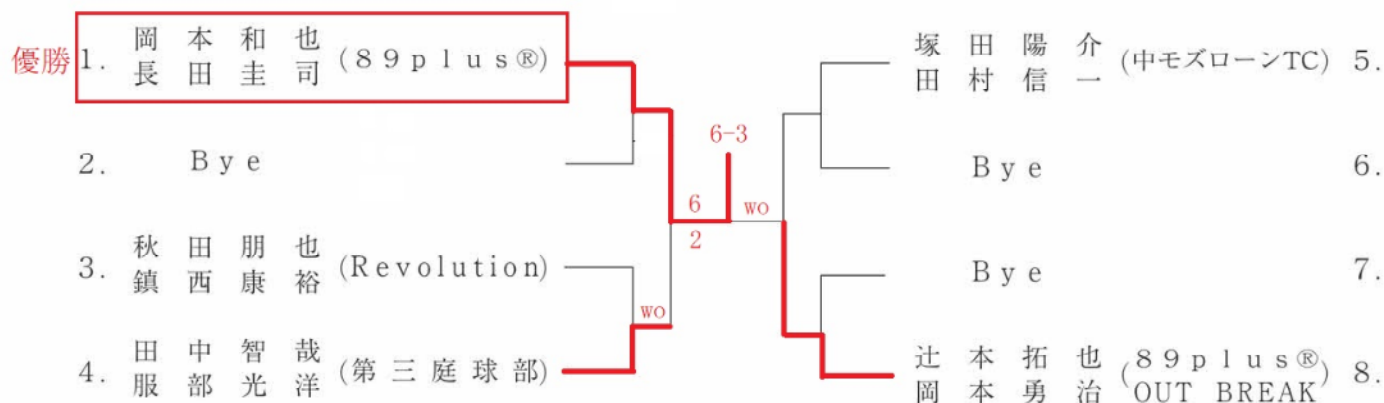 優勝
1. 岡本和也
長田圭司 (89plus®)
2. Bye
3. 秋田朋也
鎮西康裕 (Revolution)
4. 田中智哉
服部光洋 (第三庭球部)
WO
6
2
6-3
WO
塚田陽介
田村信一 (中モズローンTC) 5.
Bye 6.
Bye 7.
辻本拓也 (89plus®
岡本勇治 OUT BREAK) 8.